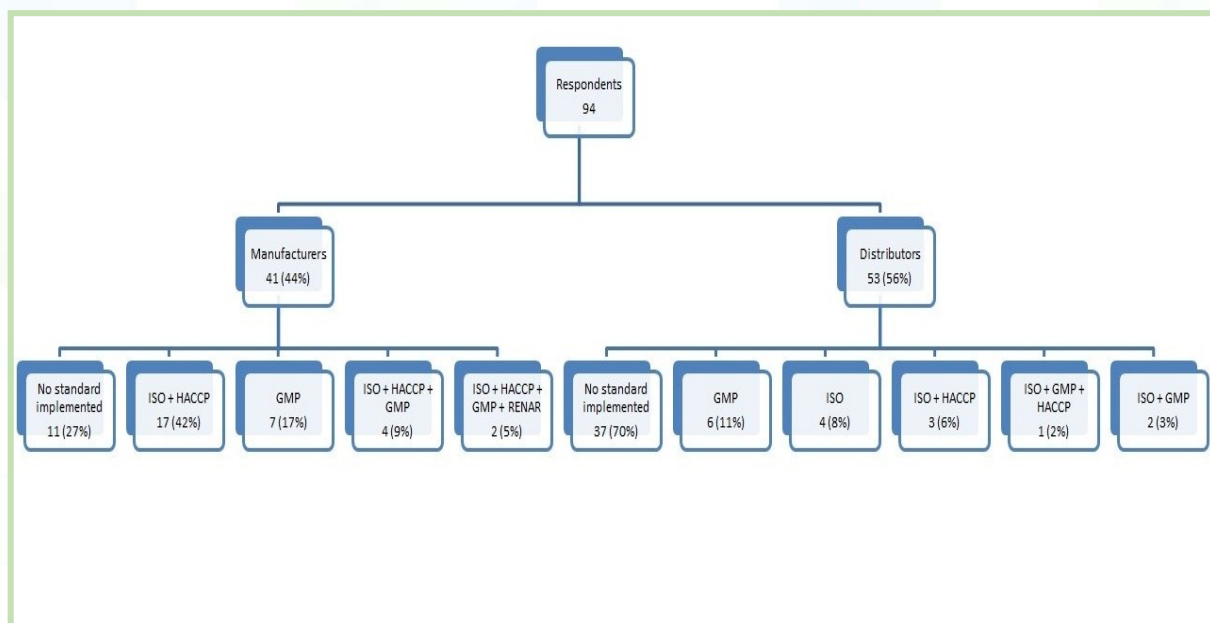 Respondents
94
Manufacturers
41 (44%)
Distributors
53 (56%)
No standard
implemented
11 (27%)
ISO + HACCP
17 (42%)
GMP
7 (17%)
ISO + HACCP +
GMP
4 (9%)
ISO + HACCP +
GMP + RENAR
2 (5%)
No standard
implemented
37 (70%)
GMP
6 (11%)
ISO
4 (8%)
ISO + HACCP
3 (6%)
ISO + GMP +
HACCP
1 (2%)
ISO + GMP
2 (3%)